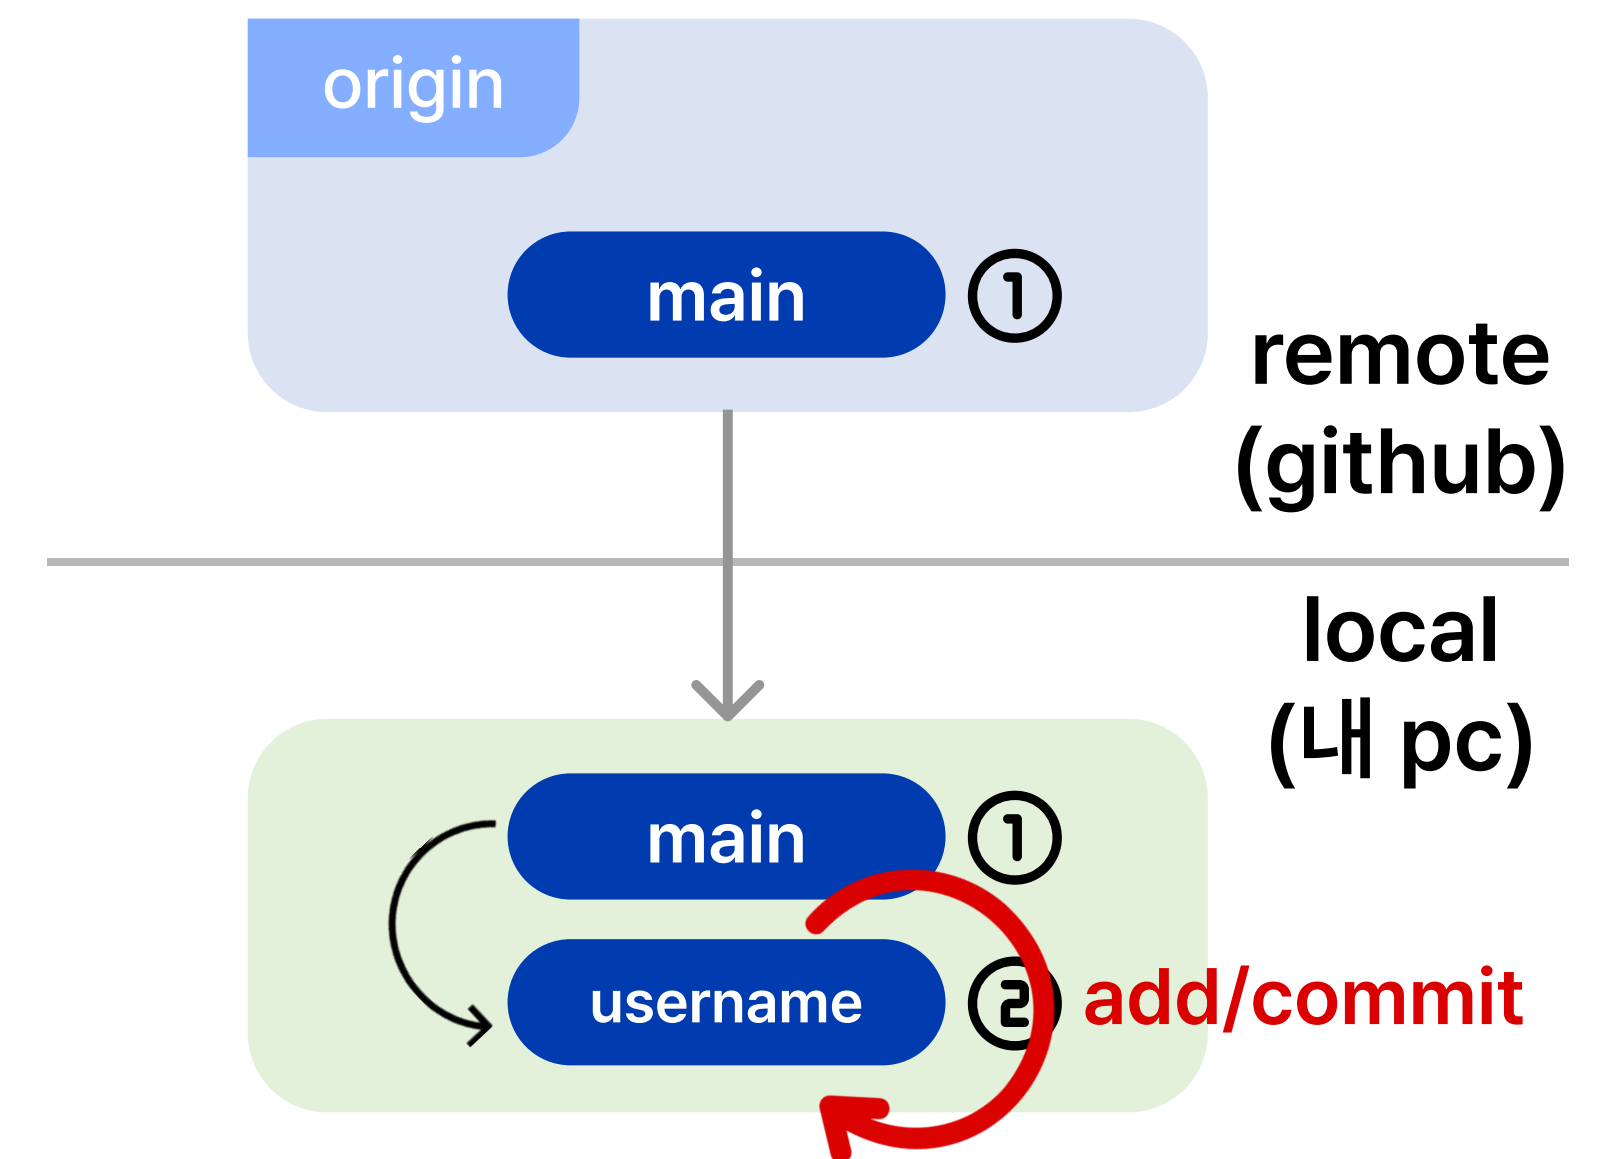 origin
main ①
remote
(github)
local
(내 pc)
main ①
username ② add/commit